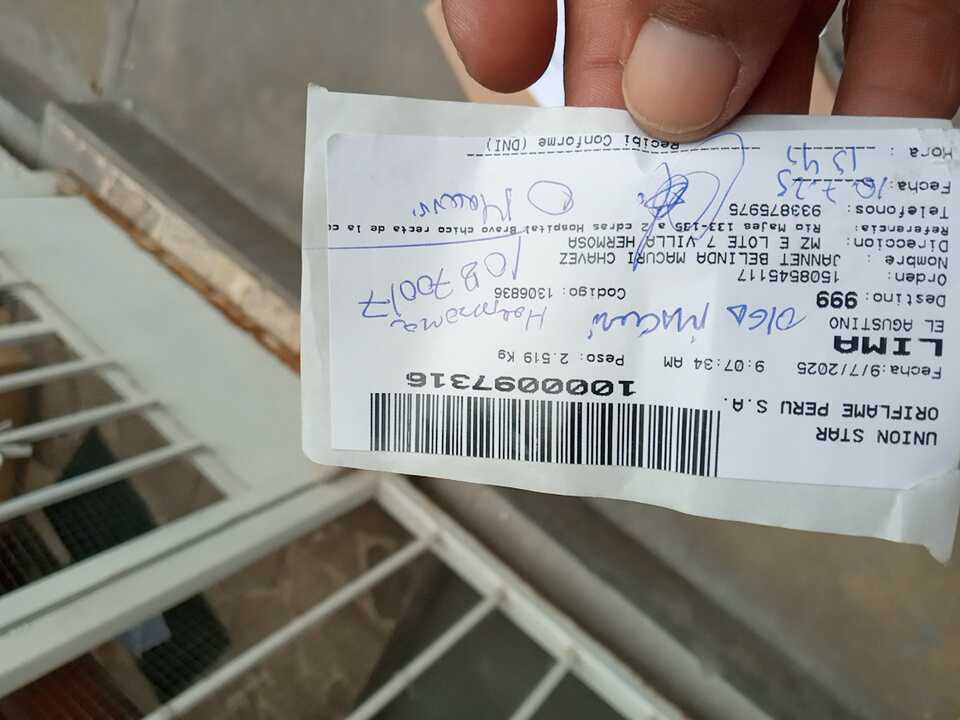 UNION STAR
ORIFLAME PERU S.A.
1000097316
Fecha:9/7/2025 9:07:34 AM Peso: 2.519 Kg
LIMA
EL AGUSTINO
Olga Macuri Hermana
Destino 999
Orden: 1508545117 Codigo: 1306836
Nombre : JANNET BELINDA MACURI CHAVEZ
Direccion : MZ E LOTE 7 VILLA HERMOSA
Referencia: Rio Majes 133-135 a 2 cdras Hospital Bravo chico recta de la
Telefonos : 933875975
O Macuri
Fecha: 10.7.25
Hora :
Recibi Conforme (DNI)